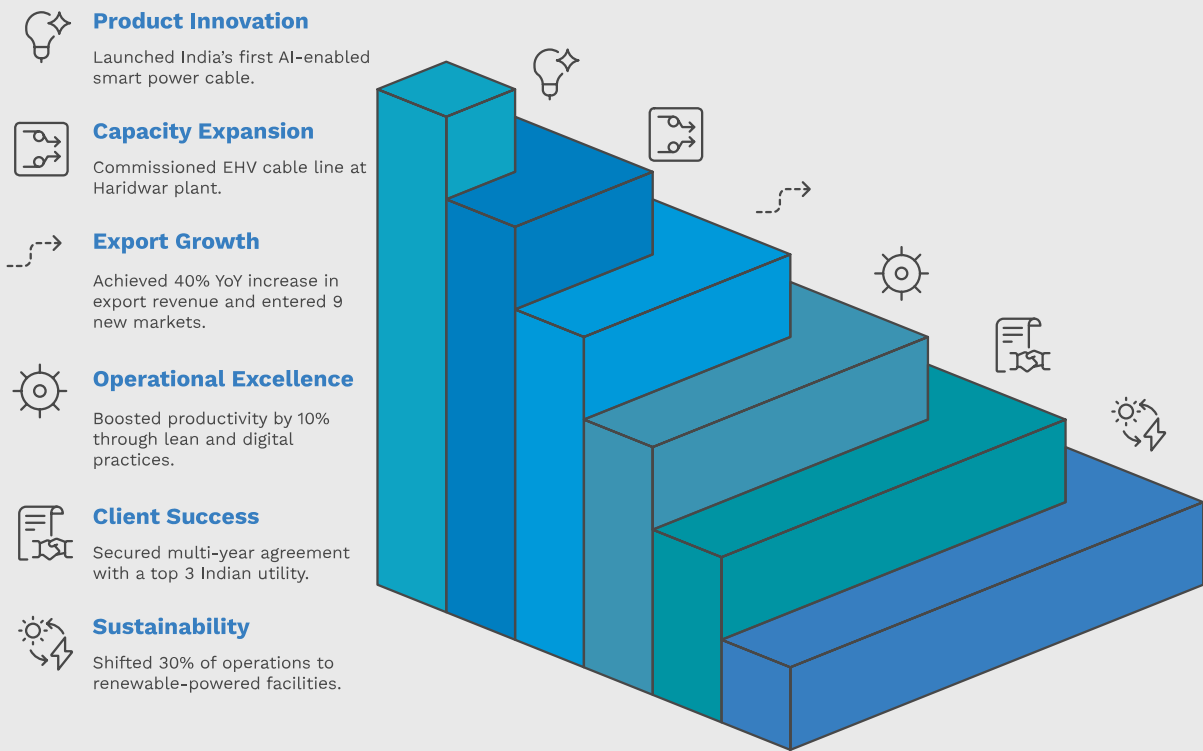 Product Innovation
Launched India’s first AI-enabled
smart power cable.
Capacity Expansion
Commissioned EHV cable line at
Haridwar plant.
Export Growth
Achieved 40% YoY increase in
export revenue and entered 9
new markets.
Operational Excellence
Boosted productivity by 10%
through lean and digital
practices.
Client Success
Secured multi-year agreement
with a top 3 Indian utility.
Sustainability
Shifted 30% of operations to
renewable-powered facilities.